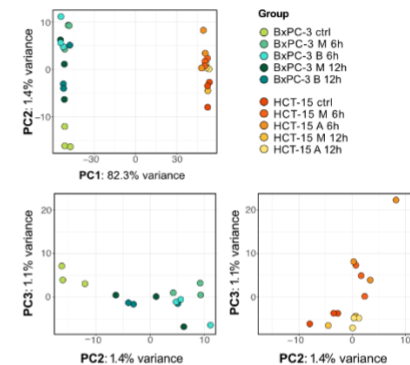 Group
BxPC-3 ctrl
BxPC-3 M 6h
BxPC-3 B 6h
BxPC-3 M 12h
BxPC-3 B 12h
HCT-15 ctrl
HCT-15 M 6h
HCT-15 A 6h
HCT-15 M 12h
HCT-15 A 12h
PC2: 1.4% variance
10
0
-10
-30 0 30
PC1: 82.3% variance
PC3: 1.1% variance
20
10
0
-10 0 10
PC2: 1.4% variance
PC3: 1.1% variance
20
10
0
-10 0 10
PC2: 1.4% variance